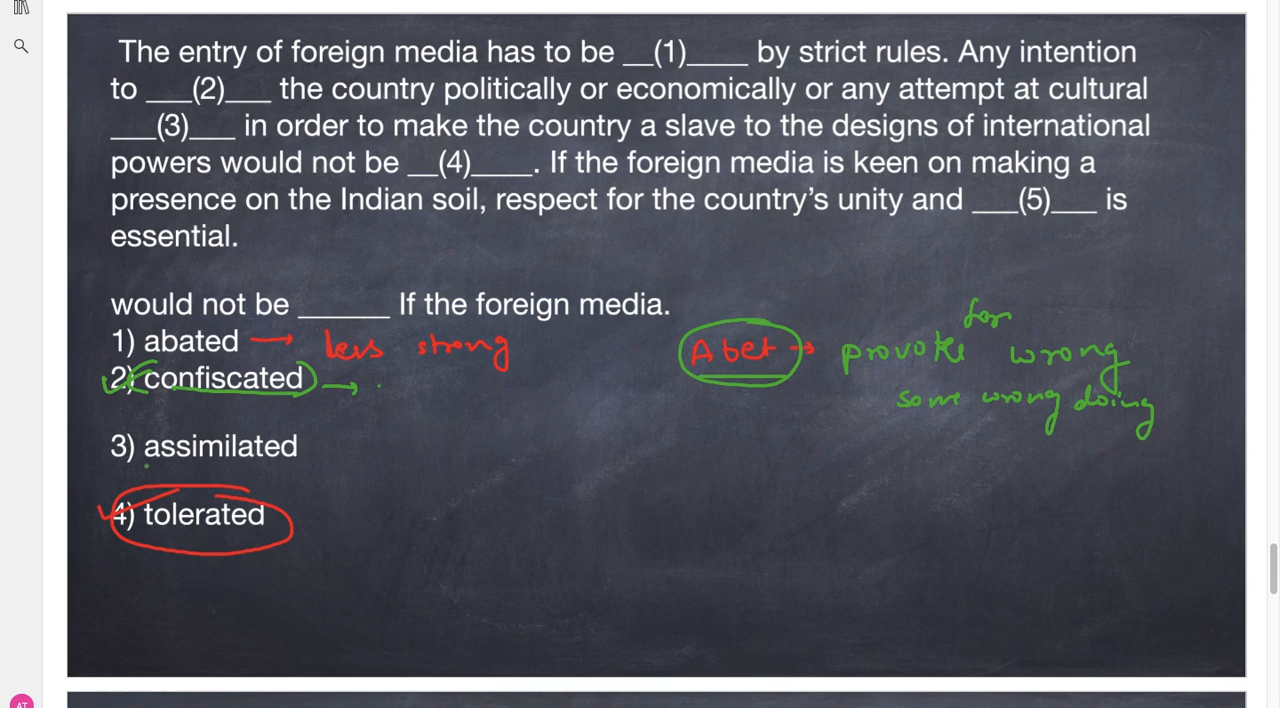 The entry of foreign media has to be __(1)____ by strict rules. Any intention
to ___(2)___ the country politically or economically or any attempt at cultural
___(3)___ in order to make the country a slave to the designs of international
powers would not be __(4)____. If the foreign media is keen on making a
presence on the Indian soil, respect for the country's unity and ___(5)___ is
essential.
would not be ______ If the foreign media.
1) abated → less strong
Abet → provoke for wrong
some wrong doing
2) confiscated →
3) assimilated
4) tolerated
AT